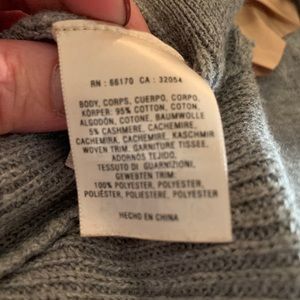 RN : 66170 CA : 32054
BODY, CORPS, CUERPO, CORPO,
KÖRPER: 95% COTTON, COTON,
ALGODÓN, COTONE, BAUMWOLLE
5% CASHMERE, CACHEMIRE,
CACHEMIRA, CACHEMIRE, KASCHMIR
WOVEN TRIM, GARNITURE TISSÉE,
ADORNOS TEJIDO,
TESSUTO DI GUARNIZIONI,
GEWEBTEN TRIM:
100% POLYESTER, POLYESTER,
POLIÉSTER, POLIESTERE, POLYESTER
HECHO EN CHINA